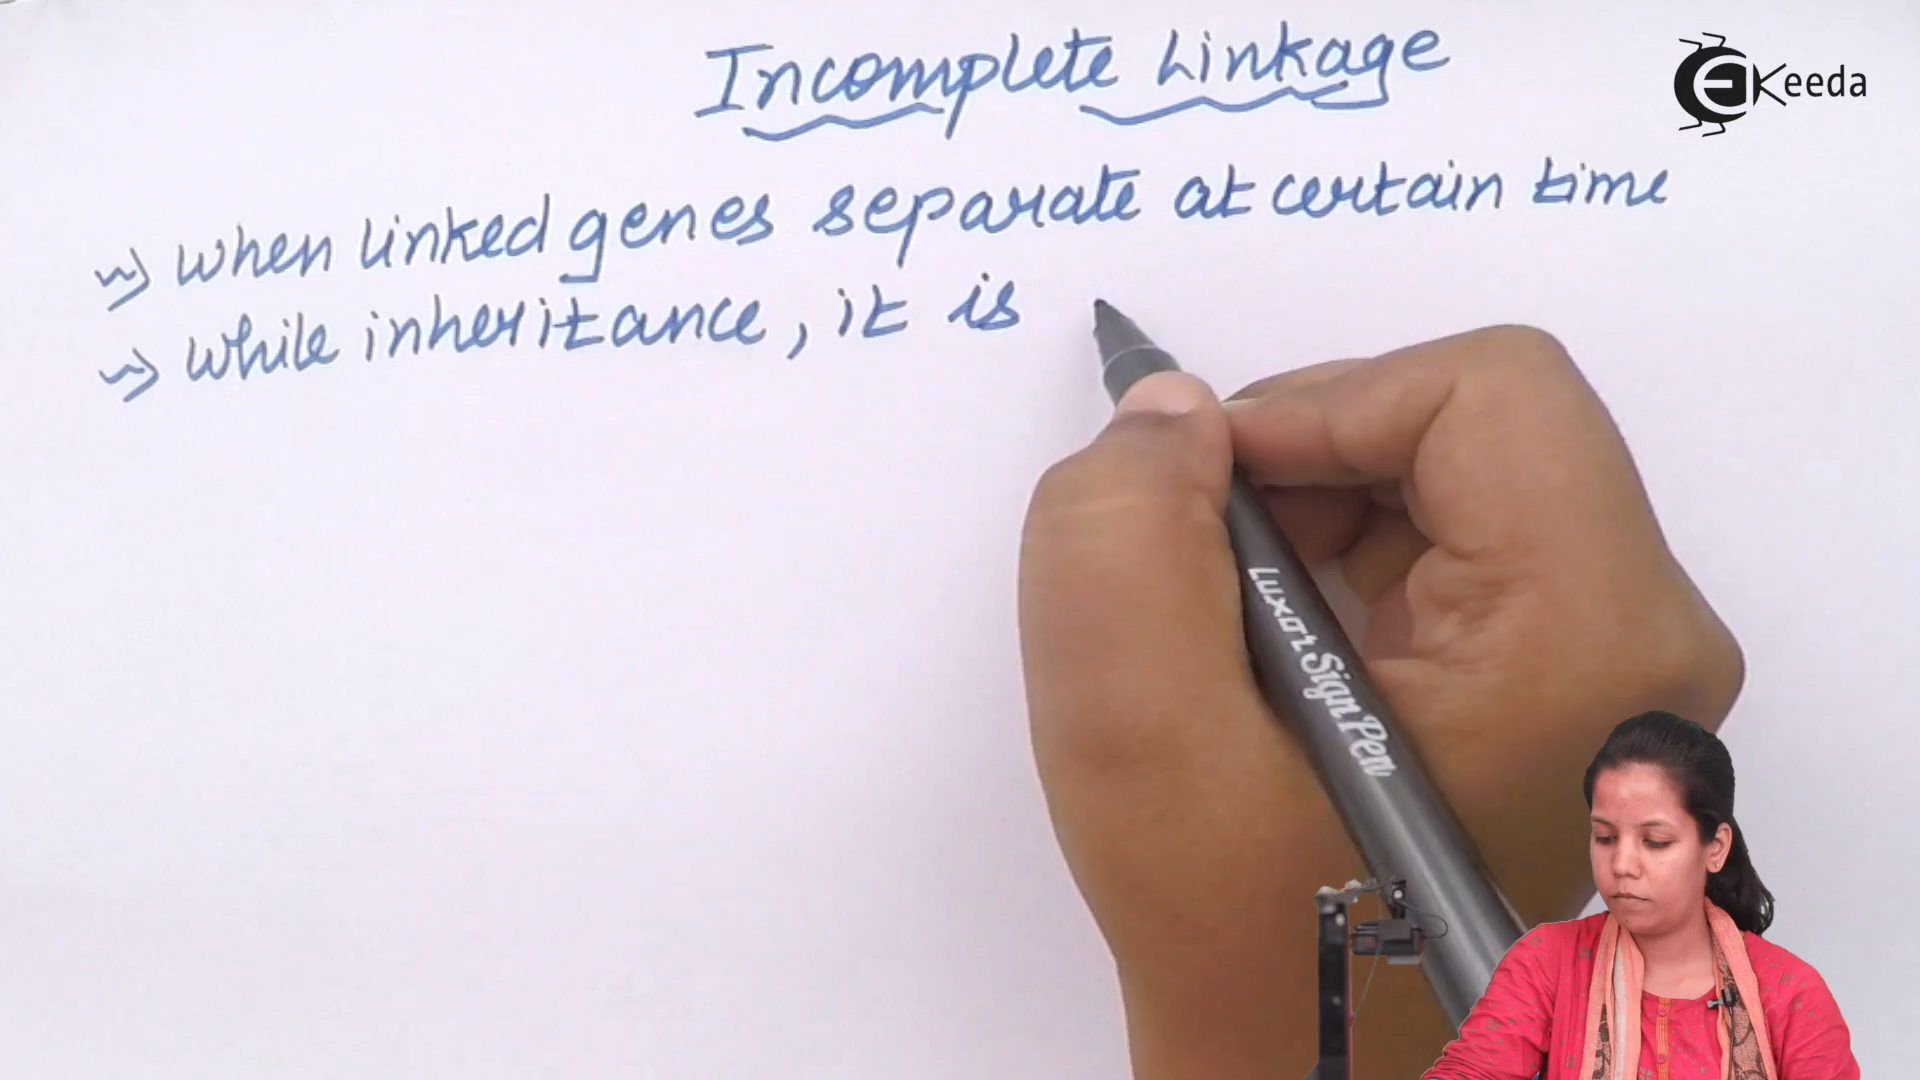 Incomplete Linkage
EKeeda
~> When linked genes separate at certain time
~> While inheritance, it is
Luxor Sign Pen